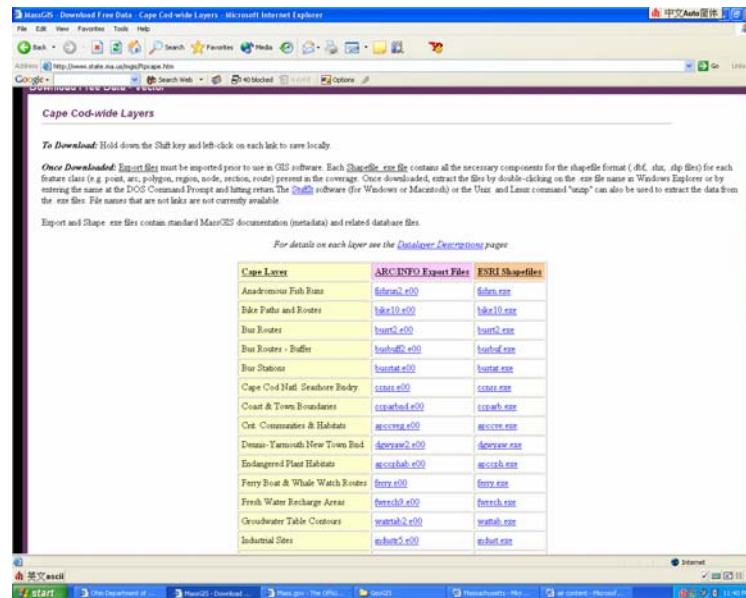 MassGIS - Download Free Data - Cape Cod-wide Layers - Microsoft Internet Explorer
中文Auto
File Edit View Favorites Tools Help
Back Search Favorites Media
Address http://www.state.ma.us/mgis/ftpcape.htm Go Links
Google Search Web 40 blocked Options
Download Free Data - Vector
Cape Cod-wide Layers
To Download: Hold down the Shift key and left-click on each link to save locally.
Once Downloaded: Export files must be imported prior to use in GIS software. Each Shapefile .exe file contains all the necessary components for the shapefile format (.dbf, .shx, .shp files) for each
feature class (e.g. point, arc, polygon, region, node, section, route) present in the coverage. Once downloaded, extract the files by double-clicking on the .exe file name in Windows Explorer or by
entering the name at the DOS Command Prompt and hitting return. The StuffIt software (for Windows or Macintosh) or the Unix and Linux command "unzip" can also be used to extract the data from
the .exe files. File names that are not links are not currently available.
Export and Shape .exe files contain standard MassGIS documentation (metadata) and related database files.
For details on each layer see the Datalayer Descriptions pages
Cape Layer ARC/INFO Export Files ESRI Shapefiles
Anadromous Fish Runs fishrun2.e00 fishrn.exe
Bike Paths and Routes bike10.e00 bike10.exe
Bus Routes busrt2.e00 busrt2.exe
Bus Routes - Buffer busbuff2.e00 busbuf.exe
Bus Stations busstat.e00 bustat.exe
Cape Cod Natl. Seashore Bndry. ccnrs.e00 ccnrs.exe
Coast & Town Boundaries ccparbnd.e00 ccparb.exe
Crit. Communities & Habitats apccveg.e00 apccve.exe
Dennis-Yarmouth New Town Bnd. dgwyaw2.e00 dgwyaw.exe
Endangered Plant Habitats apccphab.e00 apccph.exe
Ferry Boat & Whale Watch Routes ferry.e00 ferry.exe
Fresh Water Recharge Areas fwrech9.e00 fwrech.exe
Groudwater Table Contours watrtab2.e00 wattab.exe
Industrial Sites industr5.e00 indust.exe
Internet
英文ascii
start Ohio Department of ... MassGIS - Download ... Mass.gov - The Offici... GeoGIS Massachusetts - Micr... air content - Microsof... 11:40 PM